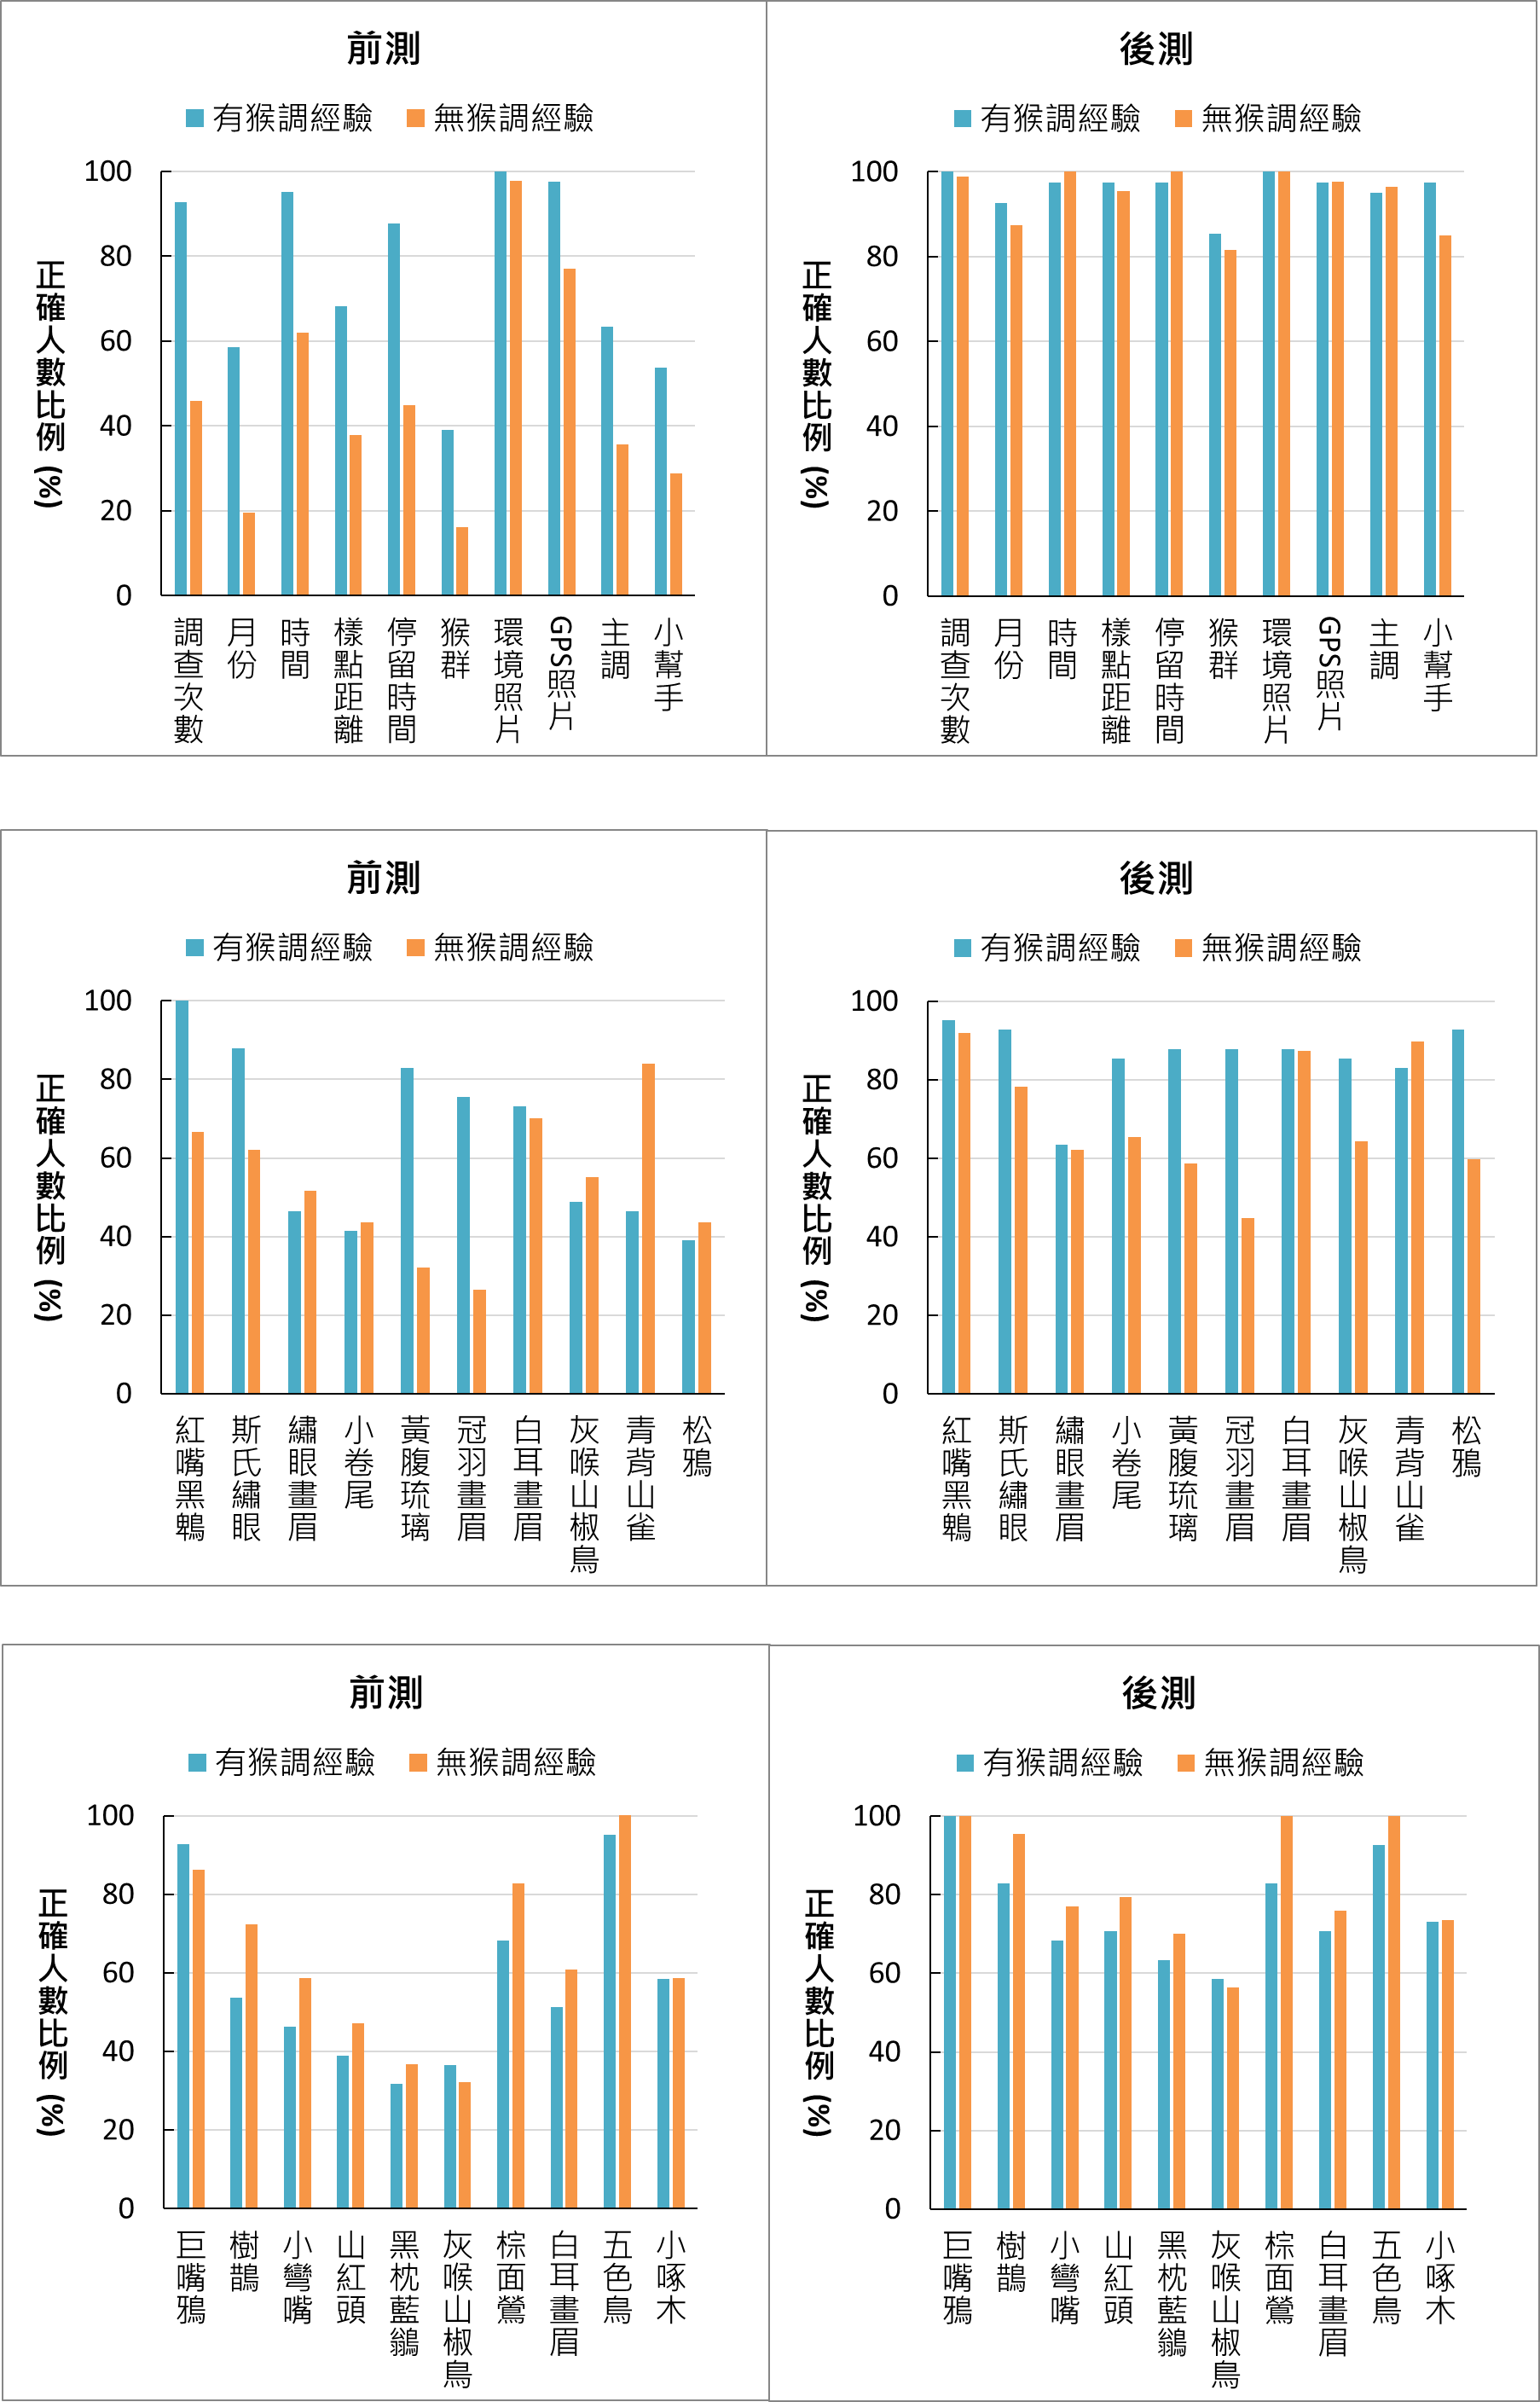 前測
有猴調經驗 無猴調經驗
正確人數比例 (%)
100
80
60
40
20
0
調查次數 月份 時間 樣點距離 停留時間 猴群 環境照片 GPS照片 主調 小幫手
後測
有猴調經驗 無猴調經驗
正確人數比例 (%)
100
80
60
40
20
0
調查次數 月份 時間 樣點距離 停留時間 猴群 環境照片 GPS照片 主調 小幫手
前測
有猴調經驗 無猴調經驗
正確人數比例 (%)
100
80
60
40
20
0
紅嘴黑鵯 斯氏繡眼 繡眼畫眉 小卷尾 黃腹琉璃 冠羽畫眉 白耳畫眉 灰喉山椒鳥 青背山雀 松鴉
後測
有猴調經驗 無猴調經驗
正確人數比例 (%)
100
80
60
40
20
0
紅嘴黑鵯 斯氏繡眼 繡眼畫眉 小卷尾 黃腹琉璃 冠羽畫眉 白耳畫眉 灰喉山椒鳥 青背山雀 松鴉
前測
有猴調經驗 無猴調經驗
正確人數比例 (%)
100
80
60
40
20
0
巨嘴鴉 樹鵲 小彎嘴 山紅頭 黑枕藍鶲 灰喉山椒鳥 棕面鶯 白耳畫眉 五色鳥 小啄木
後測
有猴調經驗 無猴調經驗
正確人數比例 (%)
100
80
60
40
20
0
巨嘴鴉 樹鵲 小彎嘴 山紅頭 黑枕藍鶲 灰喉山椒鳥 棕面鶯 白耳畫眉 五色鳥 小啄木